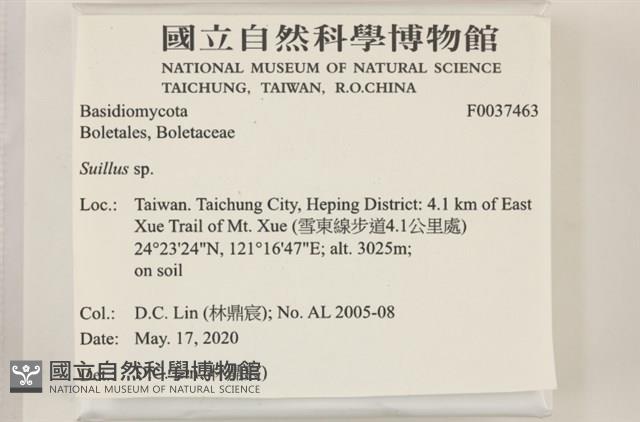 國立自然科學博物館
NATIONAL MUSEUM OF NATURAL SCIENCE
TAICHUNG, TAIWAN, R.O.CHINA
Basidiomycota F0037463
Boletales, Boletaceae
Suillus sp.
Loc.: Taiwan. Taichung City, Heping District: 4.1 km of East
Xue Trail of Mt. Xue (雪東線步道4.1公里處)
24°23'24"N, 121°16'47"E; alt. 3025m;
on soil
Col.: D.C. Lin (林鼎宸); No. AL 2005-08
Date: May. 17, 2020
國立自然科學博物館
NATIONAL MUSEUM OF NATURAL SCIENCE